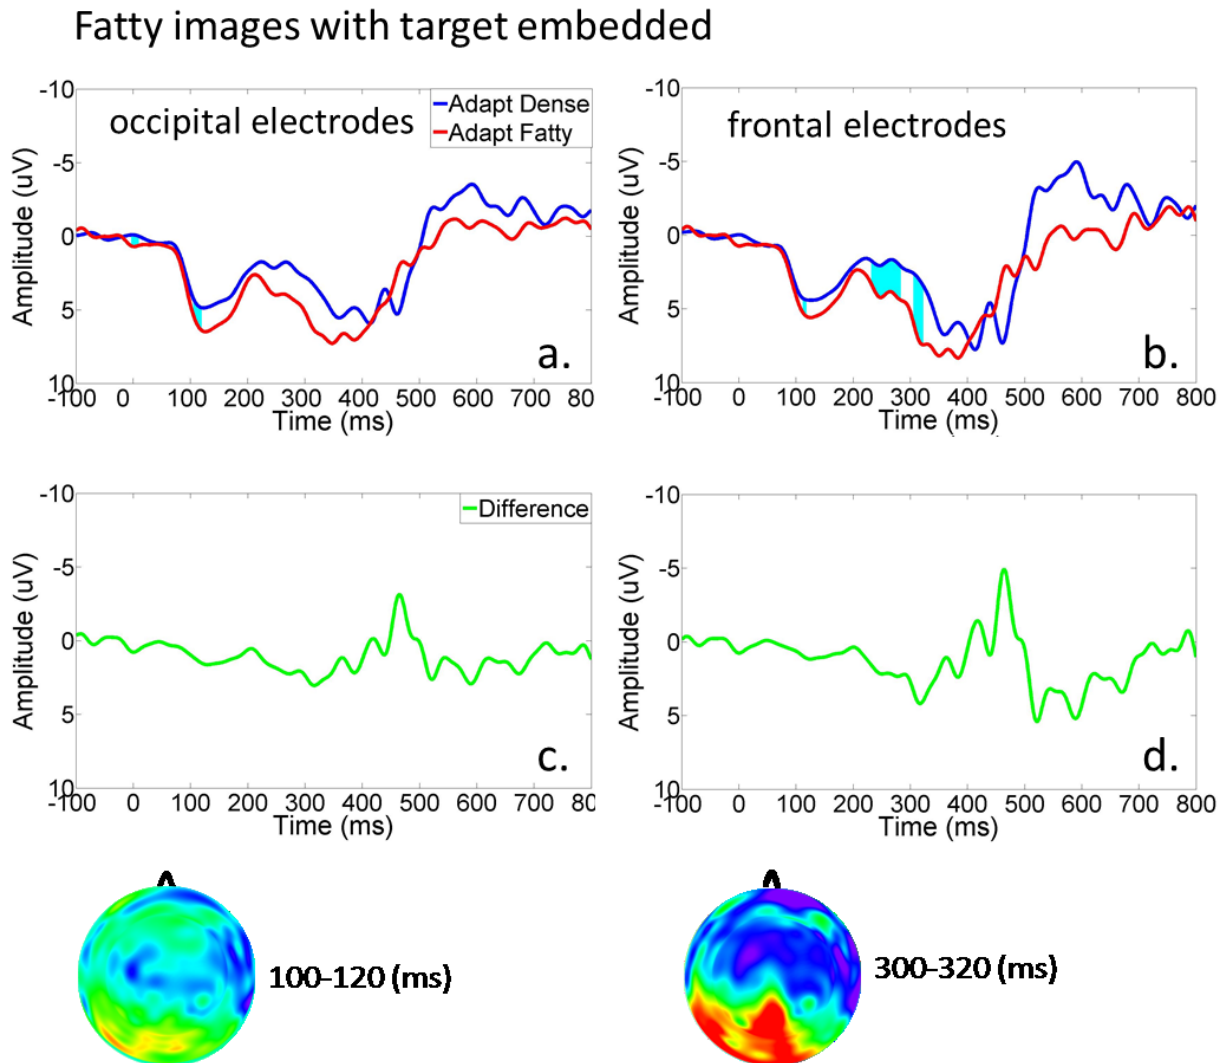 Fatty images with target embedded
-10
-5
0
5
10
Amplitude (uV)
occipital electrodes
Adapt Dense
Adapt Fatty
a.
-100 0 100 200 300 400 500 600 700 80
Time (ms)
-10
-5
0
5
10
Amplitude (uV)
frontal electrodes
b.
-100 0 100 200 300 400 500 600 700 800
Time (ms)
-10
-5
0
5
10
Amplitude (uV)
Difference
c.
-100 0 100 200 300 400 500 600 700 80
Time (ms)
-10
-5
0
5
10
Amplitude (uV)
d.
-100 0 100 200 300 400 500 600 700 800
Time (ms)
100-120 (ms)
300-320 (ms)